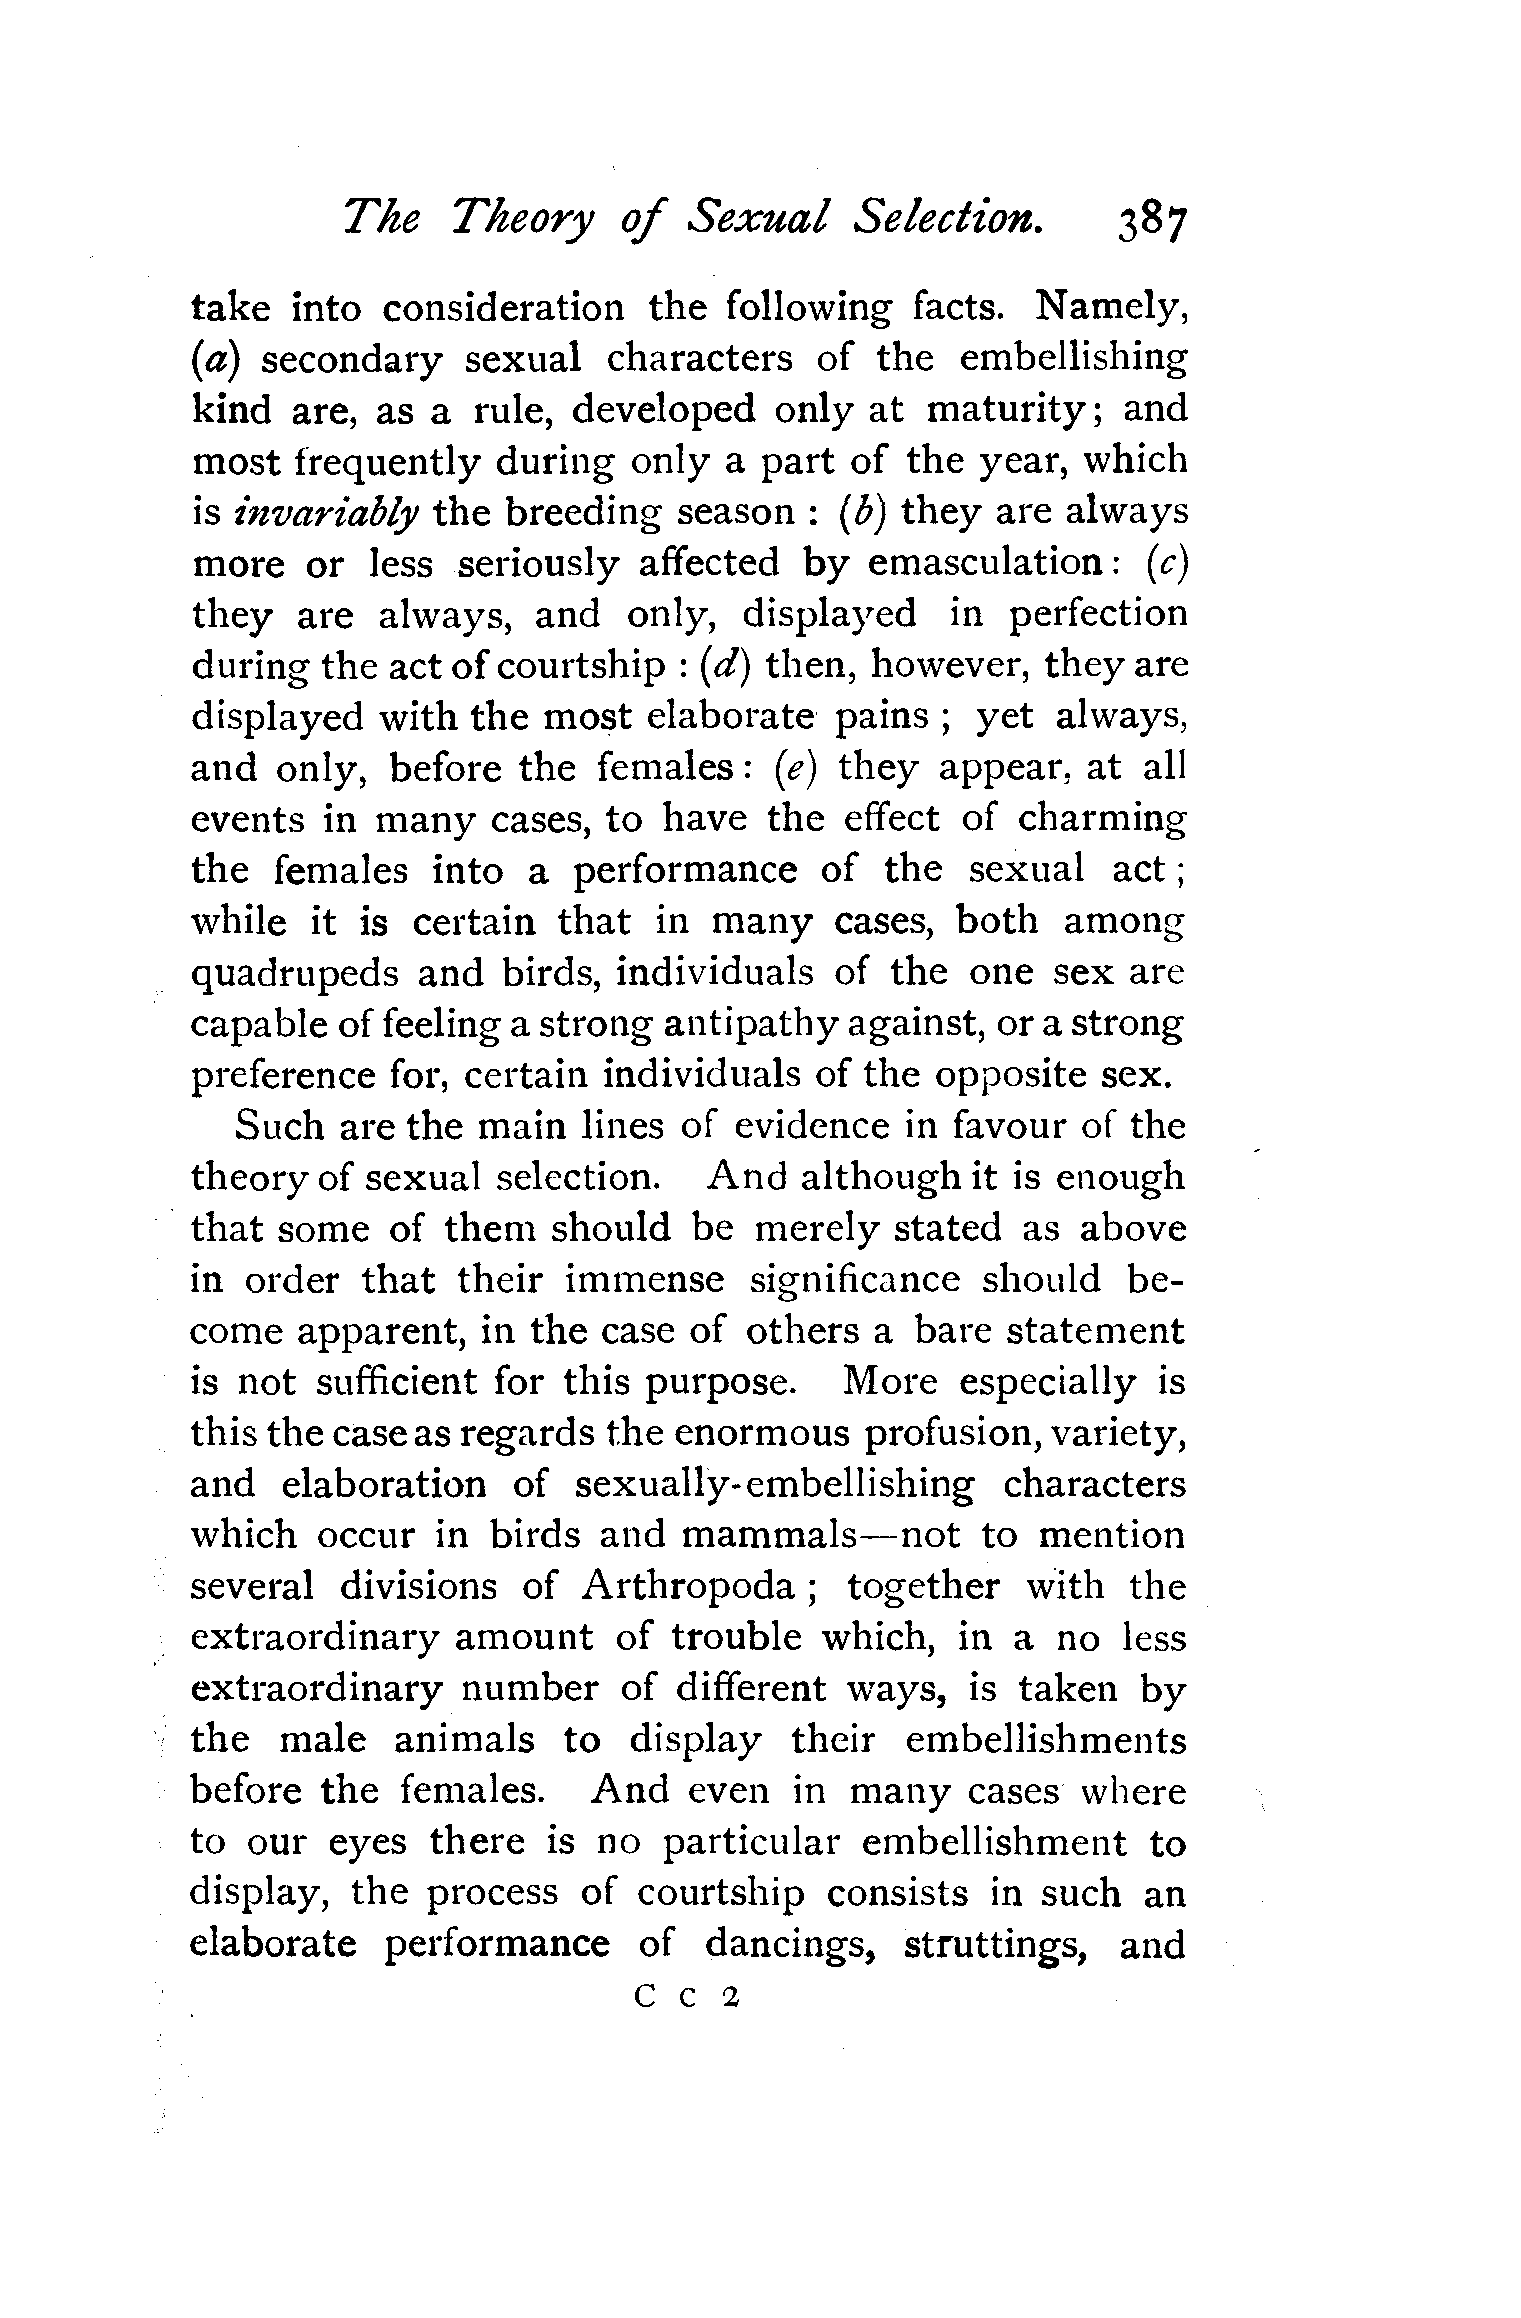 The Theory of Sexual Selection. 387
take into consideration the following facts. Namely,
(a) secondary sexual characters of the embellishing
kind are, as a rule, developed only at maturity; and
most frequently during only a part of the year, which
is invariably the breeding season : (b) they are always
more or less seriously affected by emasculation: (c)
they are always, and only, displayed in perfection
during the act of courtship : (d) then, however, they are
displayed with the most elaborate pains ; yet always,
and only, before the females: (e) they appear, at all
events in many cases, to have the effect of charming
the females into a performance of the sexual act ;
while it is certain that in many cases, both among
quadrupeds and birds, individuals of the one sex are
capable of feeling a strong antipathy against, or a strong
preference for, certain individuals of the opposite sex.
Such are the main lines of evidence in favour of the
theory of sexual selection. And although it is enough
that some of them should be merely stated as above
in order that their immense significance should be-
come apparent, in the case of others a bare statement
is not sufficient for this purpose. More especially is
this the case as regards the enormous profusion, variety,
and elaboration of sexually-embellishing characters
which occur in birds and mammals—not to mention
several divisions of Arthropoda ; together with the
extraordinary amount of trouble which, in a no less
extraordinary number of different ways, is taken by
the male animals to display their embellishments
before the females. And even in many cases where
to our eyes there is no particular embellishment to
display, the process of courtship consists in such an
elaborate performance of dancings, struttings, and
C c 2